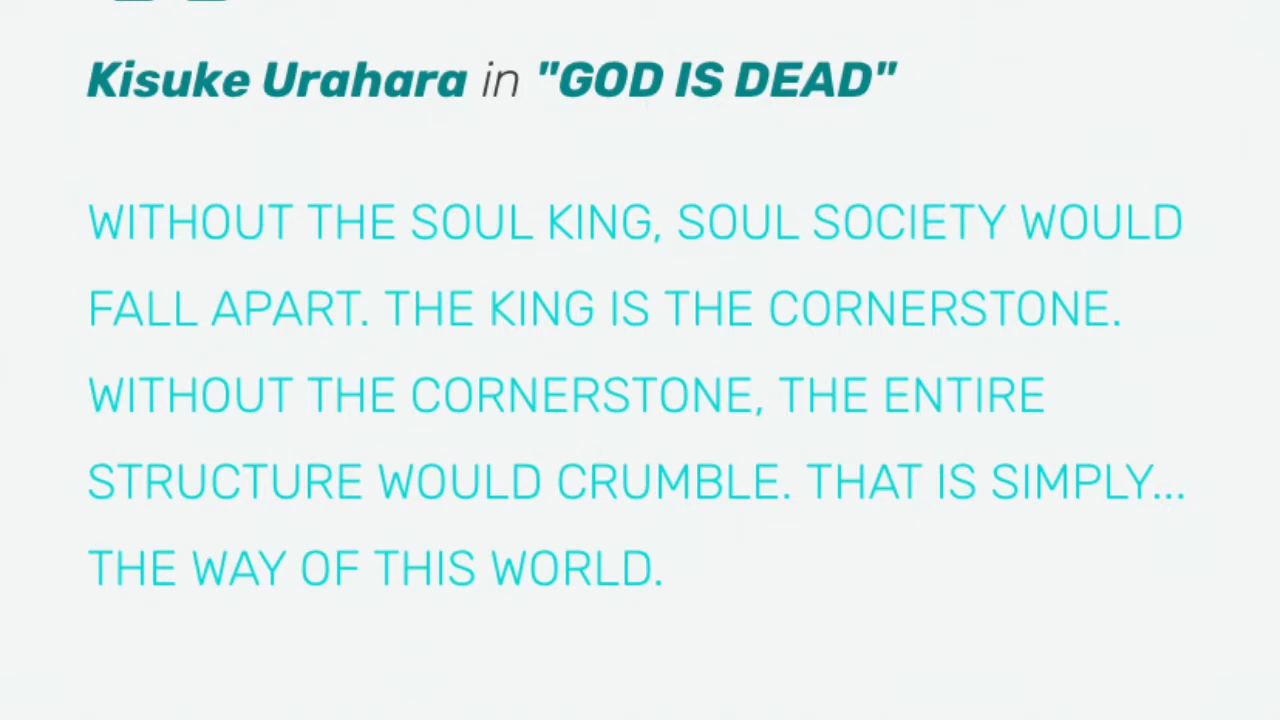 Kisuke Urahara in "GOD IS DEAD"
WITHOUT THE SOUL KING, SOUL SOCIETY WOULD
FALL APART. THE KING IS THE CORNERSTONE.
WITHOUT THE CORNERSTONE, THE ENTIRE
STRUCTURE WOULD CRUMBLE. THAT IS SIMPLY...
THE WAY OF THIS WORLD.